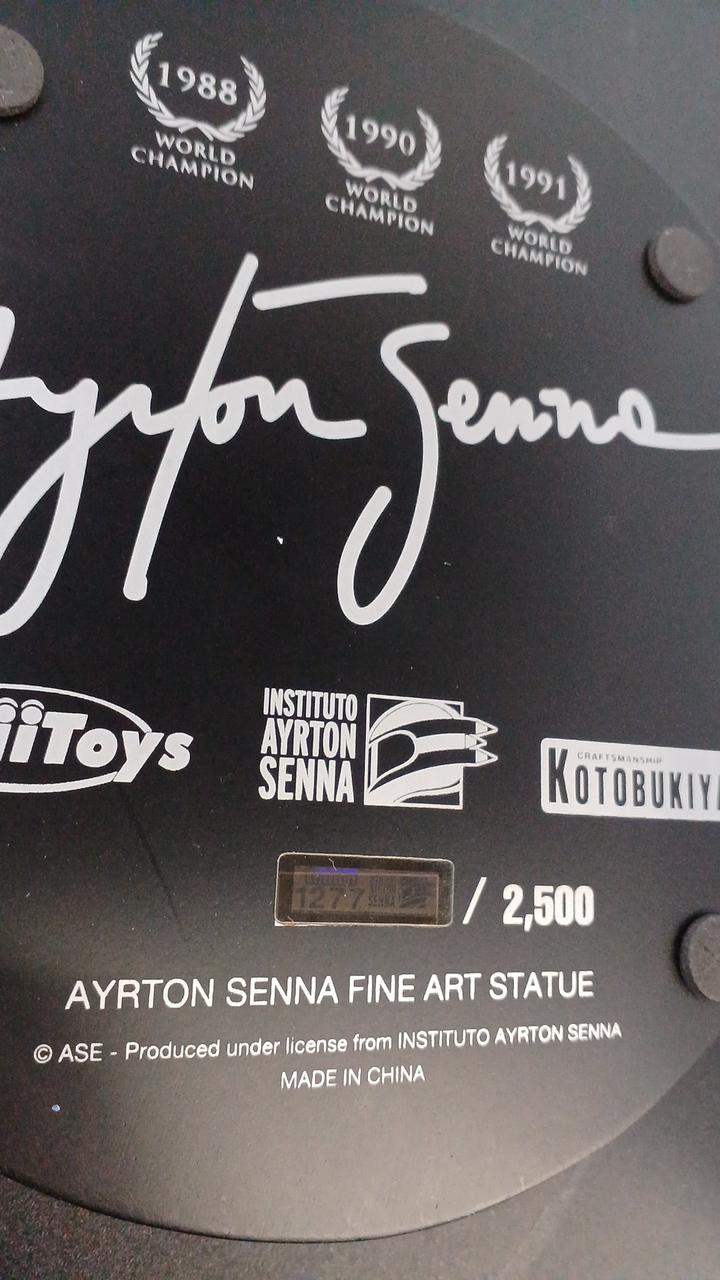 1988
WORLD
CHAMPION
1990
WORLD
CHAMPION
1991
WORLD
CHAMPION
Ayrton Senna
iiToys
INSTITUTO
AYRTON
SENNA
CRAFTSMANSHIP
KOTOBUKIYA
1277
/ 2,500
AYRTON SENNA FINE ART STATUE
© ASE - Produced under license from INSTITUTO AYRTON SENNA
MADE IN CHINA